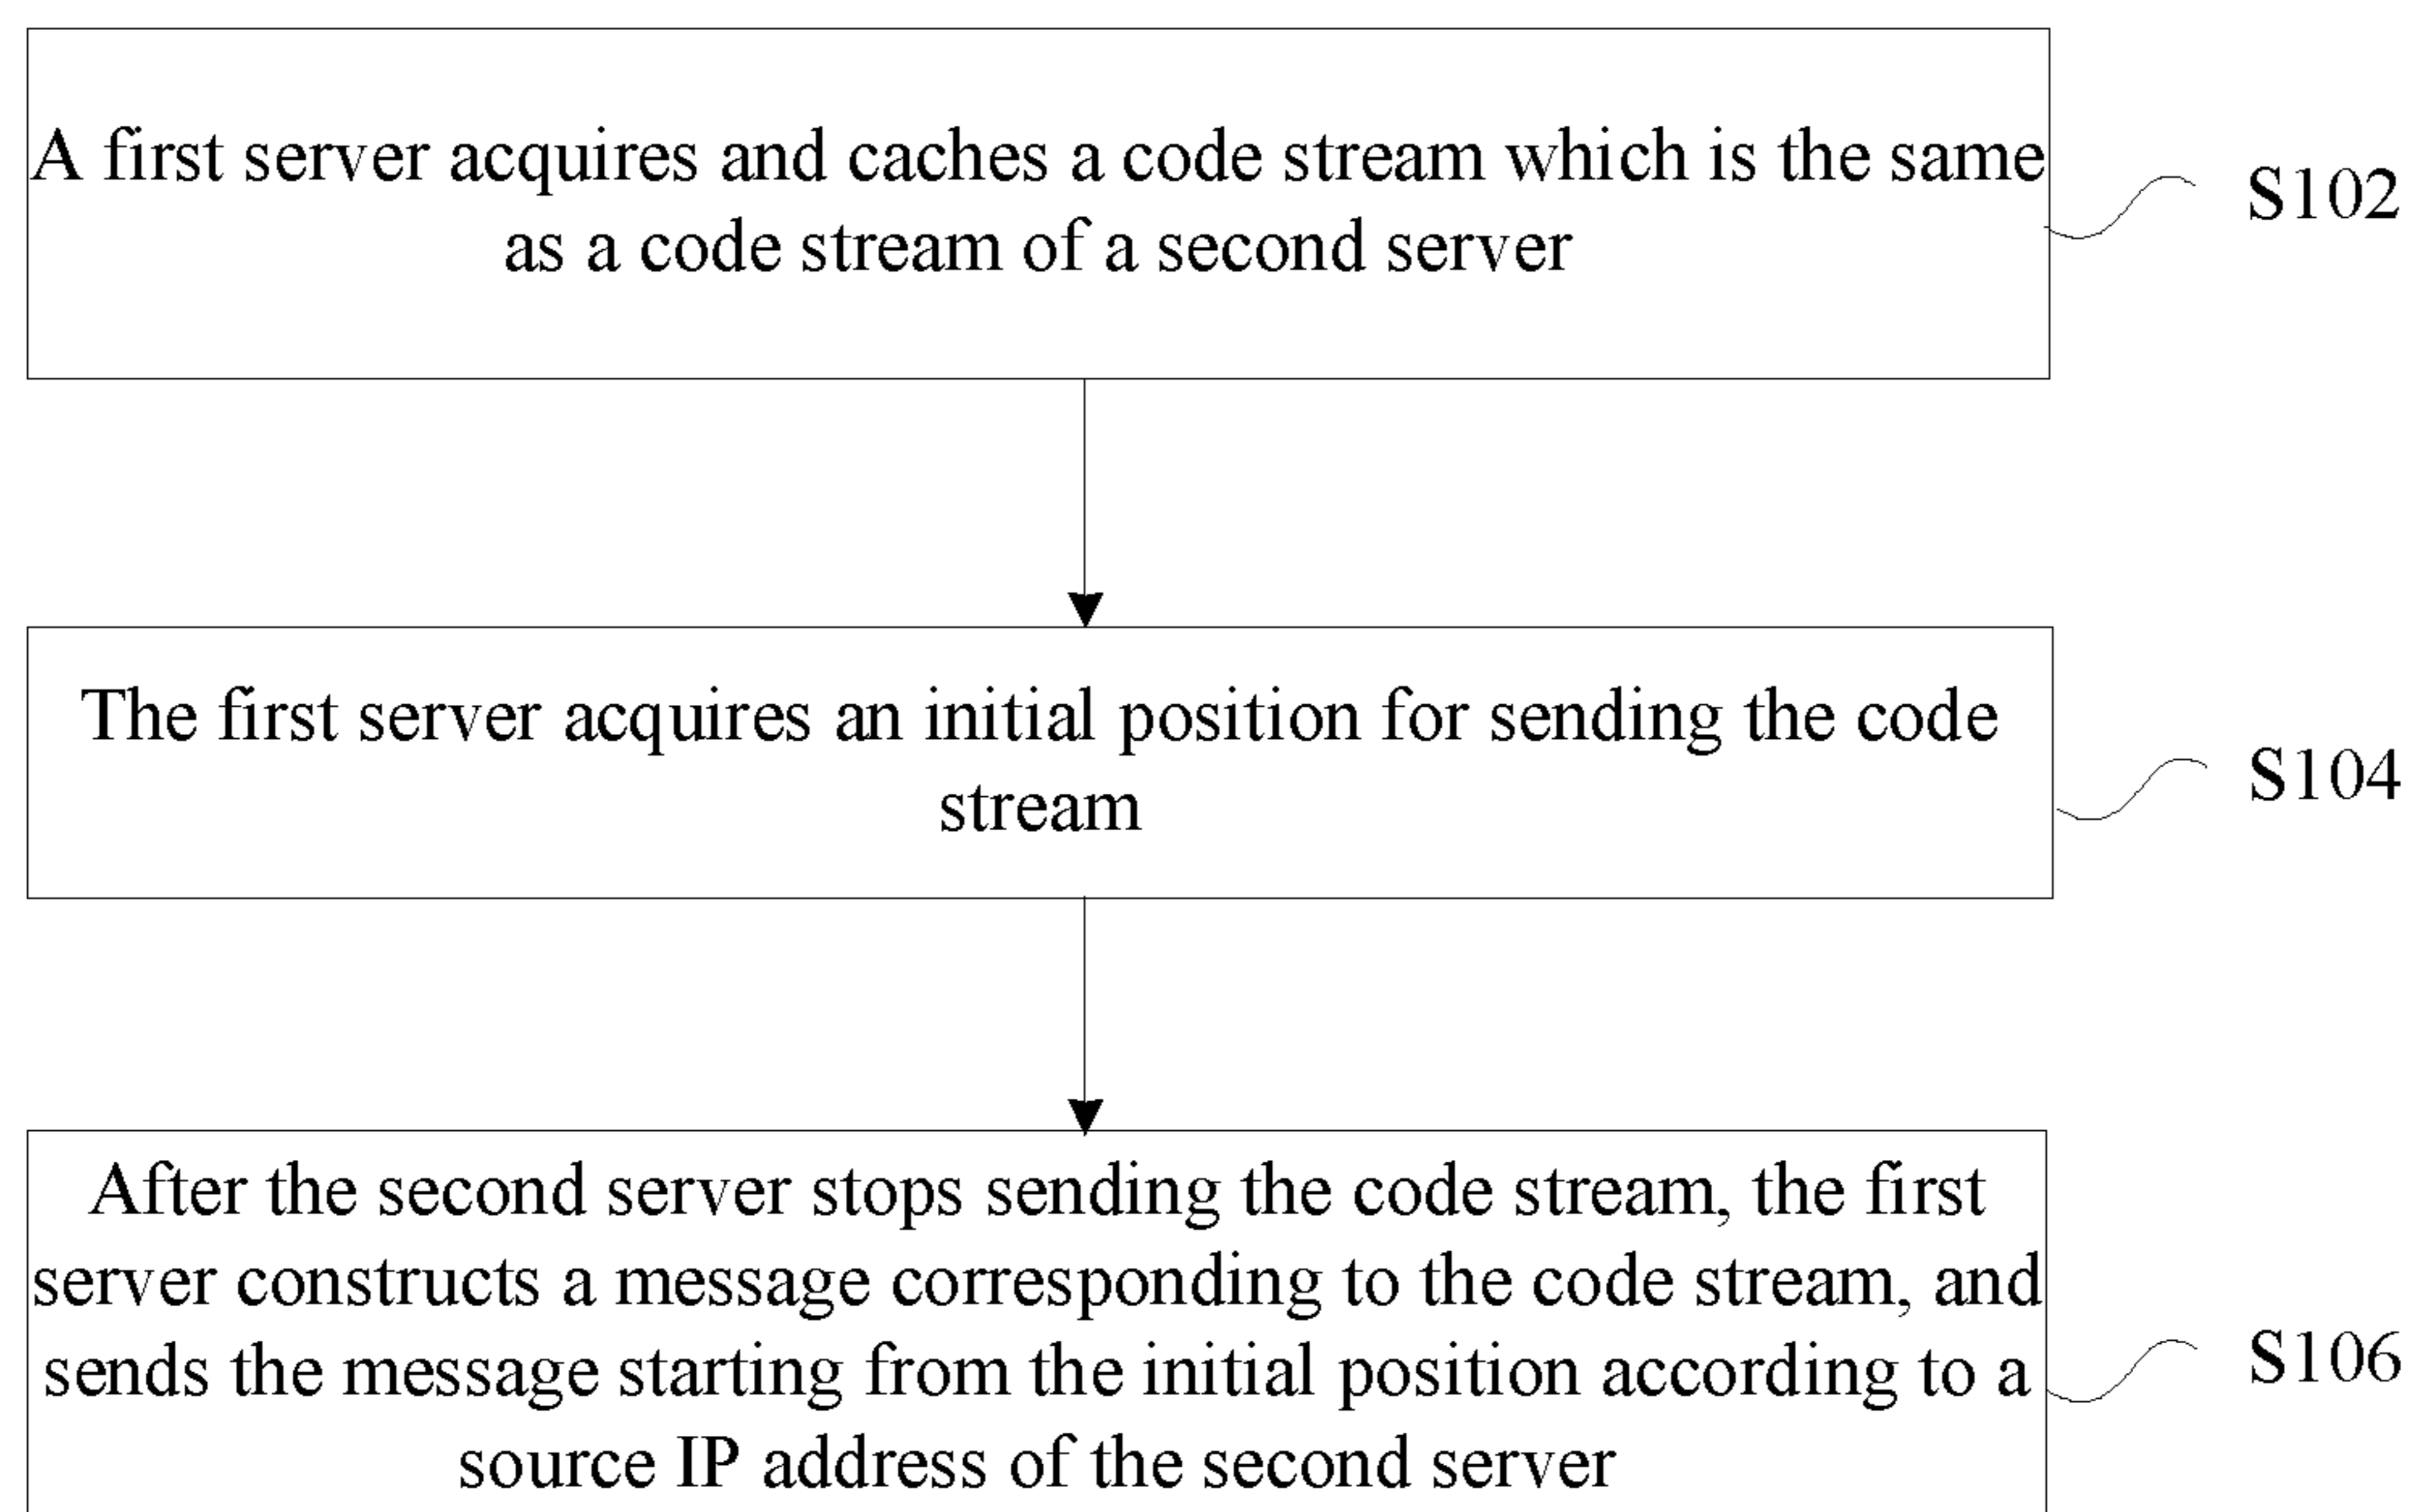 A first server acquires and caches a code stream which is the same
as a code stream of a second server
S102
The first server acquires an initial position for sending the code
stream
S104
After the second server stops sending the code stream, the first
server constructs a message corresponding to the code stream, and
sends the message starting from the initial position according to a
source IP address of the second server
S106